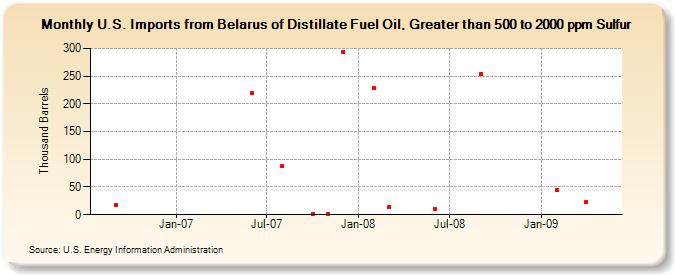 Monthly U.S. Imports from Belarus of Distillate Fuel Oil, Greater than 500 to 2000 ppm Sulfur
Thousand Barrels
300
250
200
150
100
50
0
Jan-07 Jul-07 Jan-08 Jul-08 Jan-09
Source: U.S. Energy Information Administration